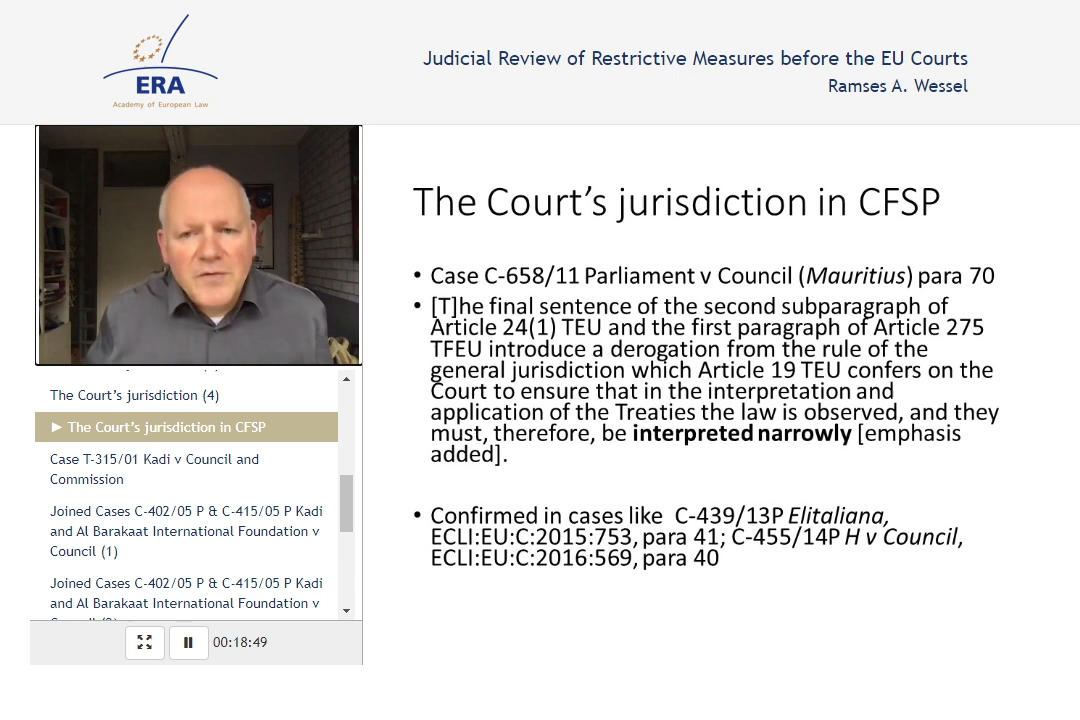 ERA
Academy of European Law
Judicial Review of Restrictive Measures before the EU Courts
Ramses A. Wessel
The Court's jurisdiction (4)
► The Court's jurisdiction in CFSP
Case T-315/01 Kadi v Council and
Commission
Joined Cases C-402/05 P & C-415/05 P Kadi
and Al Barakaat International Foundation v
Council (1)
Joined Cases C-402/05 P & C-415/05 P Kadi
and Al Barakaat International Foundation v
00:18:49
The Court’s jurisdiction in CFSP
• Case C-658/11 Parliament v Council (Mauritius) para 70
• [T]he final sentence of the second subparagraph of
Article 24(1) TEU and the first paragraph of Article 275
TFEU introduce a derogation from the rule of the
general jurisdiction which Article 19 TEU confers on the
Court to ensure that in the interpretation and
application of the Treaties the law is observed, and they
must, therefore, be interpreted narrowly [emphasis
added].
• Confirmed in cases like C-439/13P Elitaliana,
ECLI:EU:C:2015:753, para 41; C-455/14P H v Council,
ECLI:EU:C:2016:569, para 40